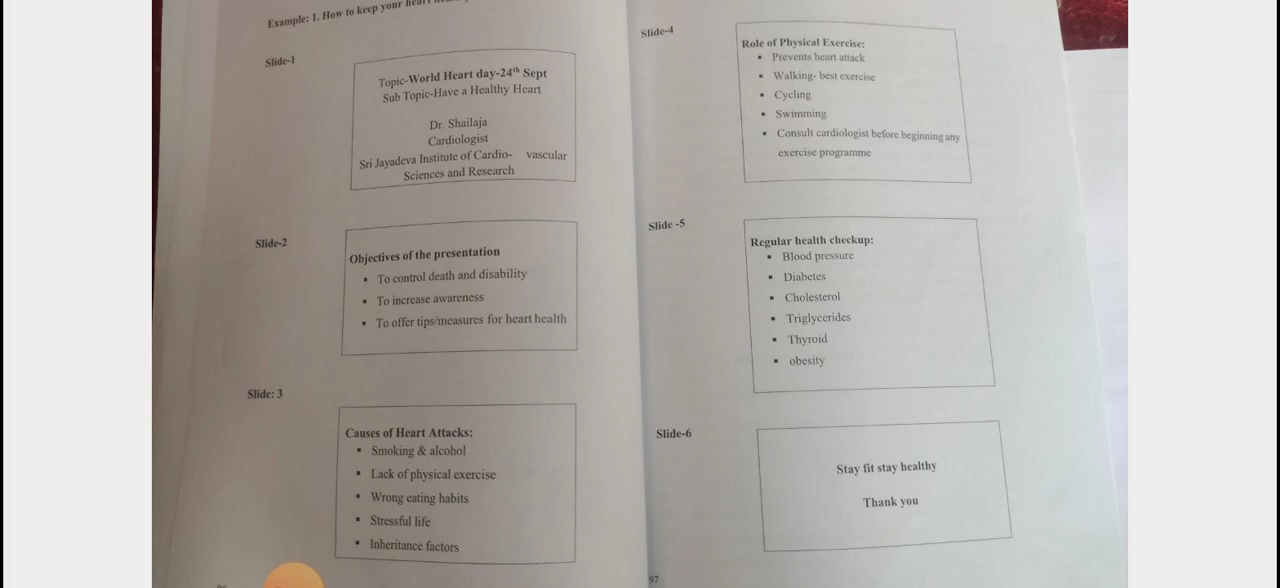 Example: 1. How to keep your heart
Slide-1
Topic-World Heart day-24th Sept
Sub Topic-Have a Healthy Heart
Dr. Shailaja
Cardiologist
Sri Jayadeva Institute of Cardio- vascular
Sciences and Research
Slide-2
Objectives of the presentation
▪ To control death and disability
▪ To increase awareness
▪ To offer tips/measures for heart health
Slide: 3
Causes of Heart Attacks:
▪ Smoking & alcohol
▪ Lack of physical exercise
▪ Wrong eating habits
▪ Stressful life
▪ Inheritance factors
Slide-4
Role of Physical Exercise:
▪ Prevents heart attack
▪ Walking- best exercise
▪ Cycling
▪ Swimming
▪ Consult cardiologist before beginning any
exercise programme
Slide -5
Regular health checkup:
▪ Blood pressure
▪ Diabetes
▪ Cholesterol
▪ Triglycerides
▪ Thyroid
▪ obesity
Slide-6
Stay fit stay healthy
Thank you
97